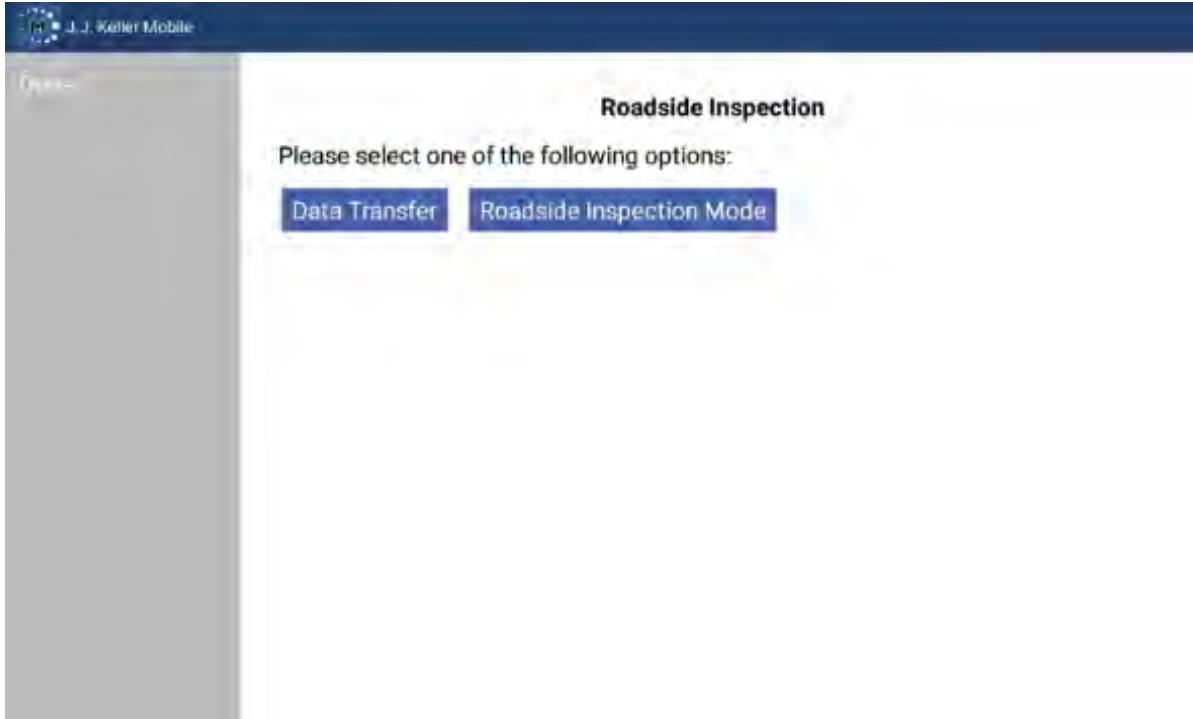 J. J. Keller Mobile
Roadside Inspection
Please select one of the following options:
Data Transfer Roadside Inspection Mode